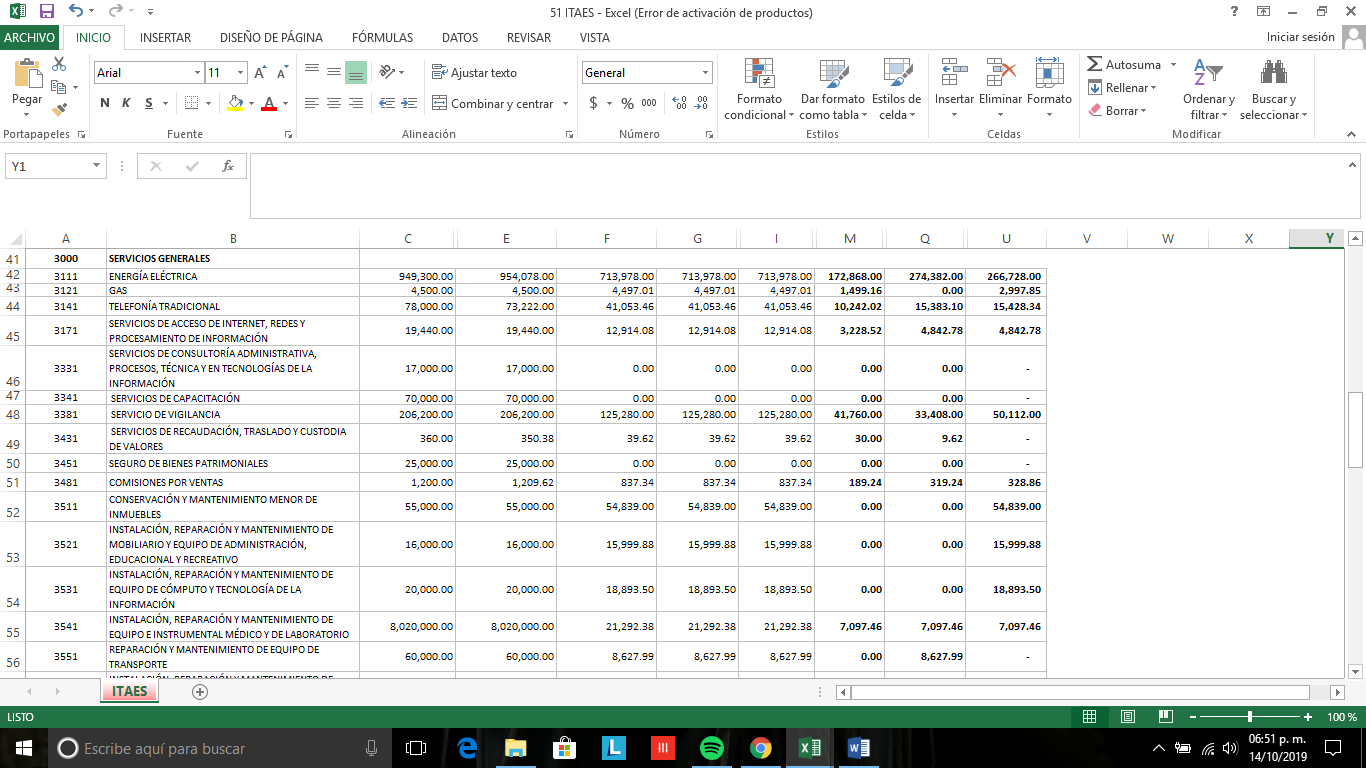 51 ITAES - Excel (Error de activación de productos)
ARCHIVO INICIO INSERTAR DISEÑO DE PÁGINA FÓRMULAS DATOS REVISAR VISTA Iniciar sesión
Pegar
Arial 11
N K S
Ajustar texto
Combinar y centrar
General
$ % 000
Formato condicional
Dar formato como tabla
Estilos de celda
Insertar Eliminar Formato
Autosuma
Rellenar
Borrar
Ordenar y filtrar
Buscar y seleccionar
Portapapeles Fuente Alineación Número Estilos Celdas Modificar
Y1 fx
A B C E F G I M Q U V W X Y
41 3000 SERVICIOS GENERALES
42 3111 ENERGÍA ELÉCTRICA 949,300.00 954,078.00 713,978.00 713,978.00 713,978.00 172,868.00 274,382.00 266,728.00
43 3121 GAS 4,500.00 4,500.00 4,497.01 4,497.01 4,497.01 1,499.16 0.00 2,997.85
44 3141 TELEFONÍA TRADICIONAL 78,000.00 73,222.00 41,053.46 41,053.46 41,053.46 10,242.02 15,383.10 15,428.34
SERVICIOS DE ACCESO DE INTERNET, REDES Y
45 3171 PROCESAMIENTO DE INFORMACIÓN 19,440.00 19,440.00 12,914.08 12,914.08 12,914.08 3,228.52 4,842.78 4,842.78
SERVICIOS DE CONSULTORÍA ADMINISTRATIVA,
3331 PROCESOS, TÉCNICA Y EN TECNOLOGÍAS DE LA 17,000.00 17,000.00 0.00 0.00 0.00 0.00 0.00 -
46 INFORMACIÓN
47 3341 SERVICIOS DE CAPACITACIÓN 70,000.00 70,000.00 0.00 0.00 0.00 0.00 0.00 -
48 3381 SERVICIO DE VIGILANCIA 206,200.00 206,200.00 125,280.00 125,280.00 125,280.00 41,760.00 33,408.00 50,112.00
SERVICIOS DE RECAUDACIÓN, TRASLADO Y CUSTODIA
49 3431 DE VALORES 360.00 350.38 39.62 39.62 39.62 30.00 9.62 -
50 3451 SEGURO DE BIENES PATRIMONIALES 25,000.00 25,000.00 0.00 0.00 0.00 0.00 0.00 -
51 3481 COMISIONES POR VENTAS 1,200.00 1,209.62 837.34 837.34 837.34 189.24 319.24 328.86
CONSERVACIÓN Y MANTENIMIENTO MENOR DE
52 3511 INMUEBLES 55,000.00 55,000.00 54,839.00 54,839.00 54,839.00 0.00 0.00 54,839.00
INSTALACIÓN, REPARACIÓN Y MANTENIMIENTO DE
3521 MOBILIARIO Y EQUIPO DE ADMINISTRACIÓN, 16,000.00 16,000.00 15,999.88 15,999.88 15,999.88 0.00 0.00 15,999.88
53 EDUCACIONAL Y RECREATIVO
INSTALACIÓN, REPARACIÓN Y MANTENIMIENTO DE
3531 EQUIPO DE CÓMPUTO Y TECNOLOGÍA DE LA 20,000.00 20,000.00 18,893.50 18,893.50 18,893.50 0.00 0.00 18,893.50
54 INFORMACIÓN
INSTALACIÓN, REPARACIÓN Y MANTENIMIENTO DE
55 3541 EQUIPO E INSTRUMENTAL MÉDICO Y DE LABORATORIO 8,020,000.00 8,020,000.00 21,292.38 21,292.38 21,292.38 7,097.46 7,097.46 7,097.46
REPARACIÓN Y MANTENIMIENTO DE EQUIPO DE
56 3551 TRANSPORTE 60,000.00 60,000.00 8,627.99 8,627.99 8,627.99 0.00 8,627.99 -
ITAES
LISTO 100 %
Escribe aquí para buscar
06:51 p. m.
14/10/2019